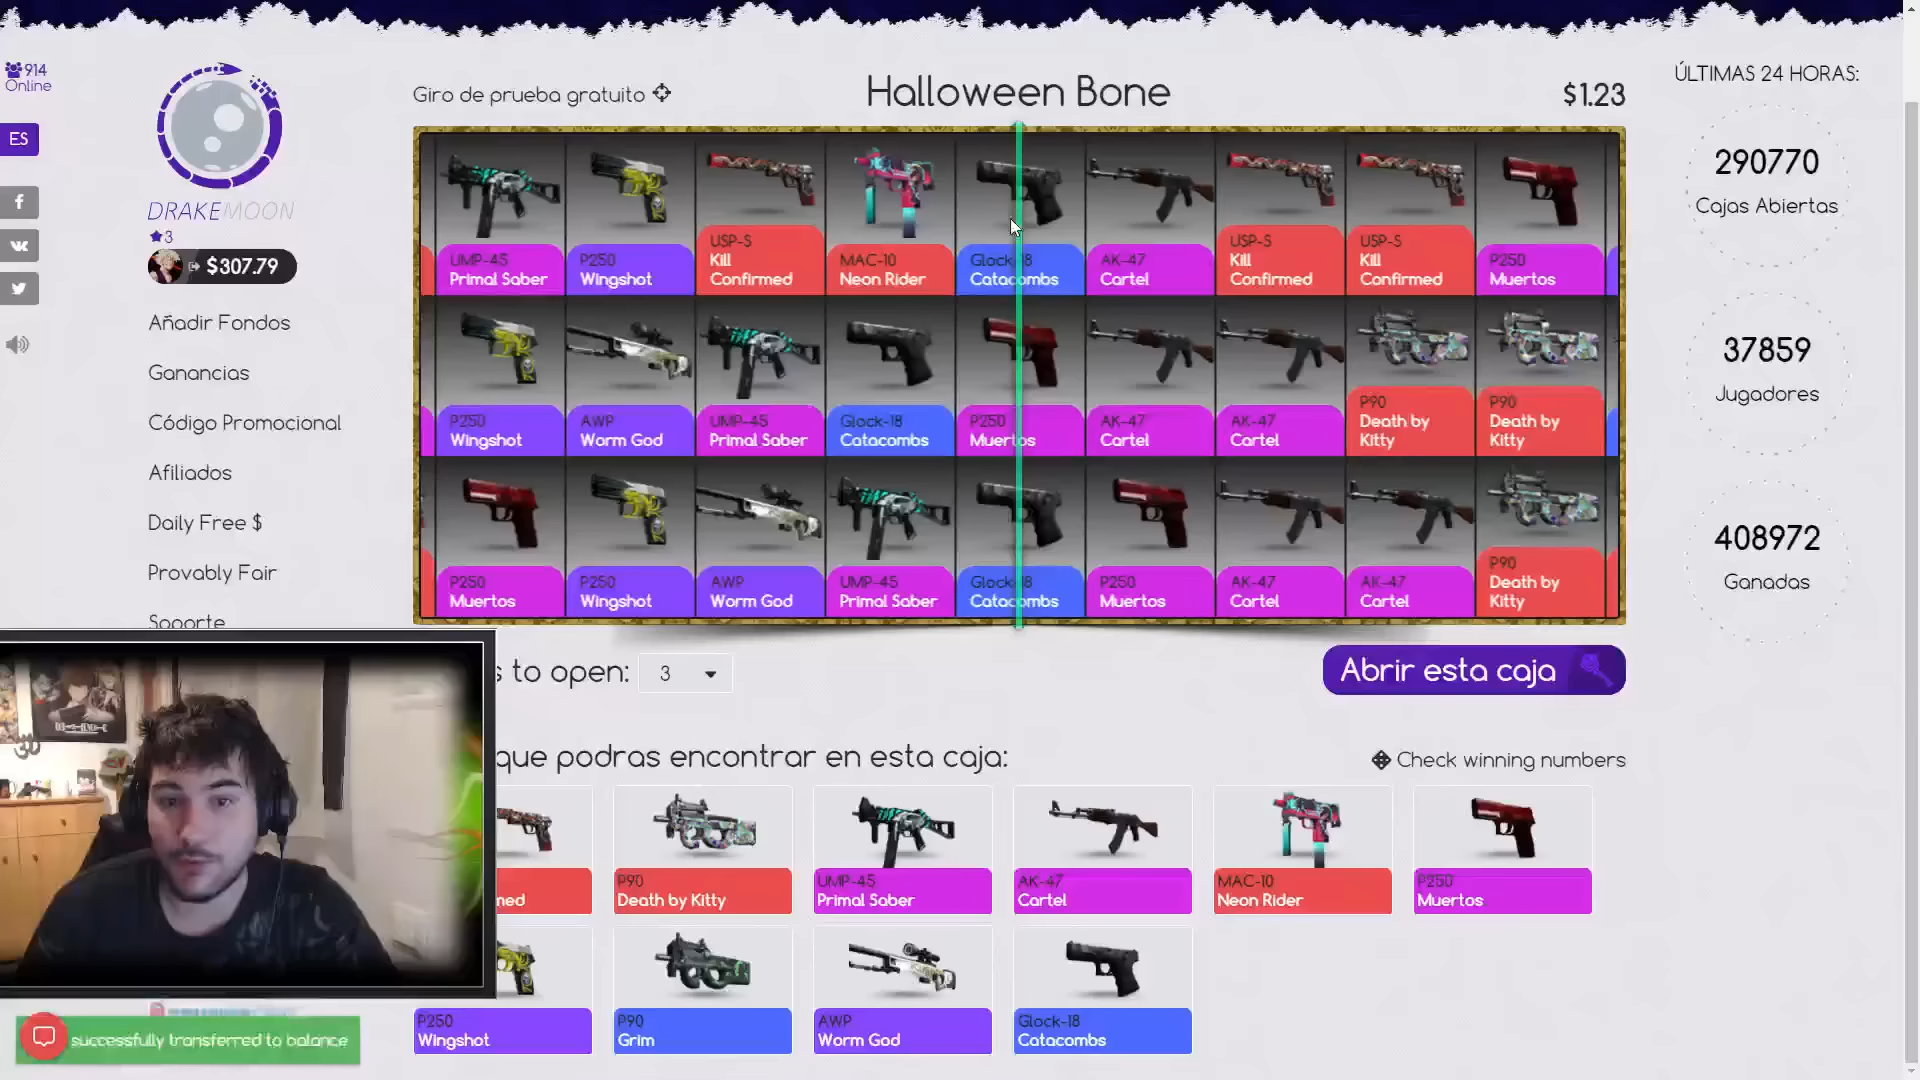 914
Online
ES
DRAKEMOON
3
$307.79
Añadir Fondos
Ganancias
Código Promocional
Afiliados
Daily Free $
Provably Fair
Soporte
Giro de prueba gratuito
Halloween Bone
$1.23
UMP-45
Primal Saber
P250
Wingshot
USP-S
Kill
Confirmed
MAC-10
Neon Rider
Glock-18
Catacombs
AK-47
Cartel
USP-S
Kill
Confirmed
USP-S
Kill
Confirmed
P250
Muertos
P250
Wingshot
AWP
Worm God
UMP-45
Primal Saber
Glock-18
Catacombs
P250
Muertos
AK-47
Cartel
AK-47
Cartel
P90
Death by
Kitty
P90
Death by
Kitty
P250
Muertos
P250
Wingshot
AWP
Worm God
UMP-45
Primal Saber
Glock-18
Catacombs
P250
Muertos
AK-47
Cartel
AK-47
Cartel
P90
Death by
Kitty
s to open: 3
Abrir esta caja
que podras encontrar en esta caja:
Check winning numbers
med
P90
Death by Kitty
UMP-45
Primal Saber
AK-47
Cartel
MAC-10
Neon Rider
P250
Muertos
P250
Wingshot
P90
Grim
AWP
Worm God
Glock-18
Catacombs
ÚLTIMAS 24 HORAS:
290770
Cajas Abiertas
37859
Jugadores
408972
Ganadas
successfully transferred to balance